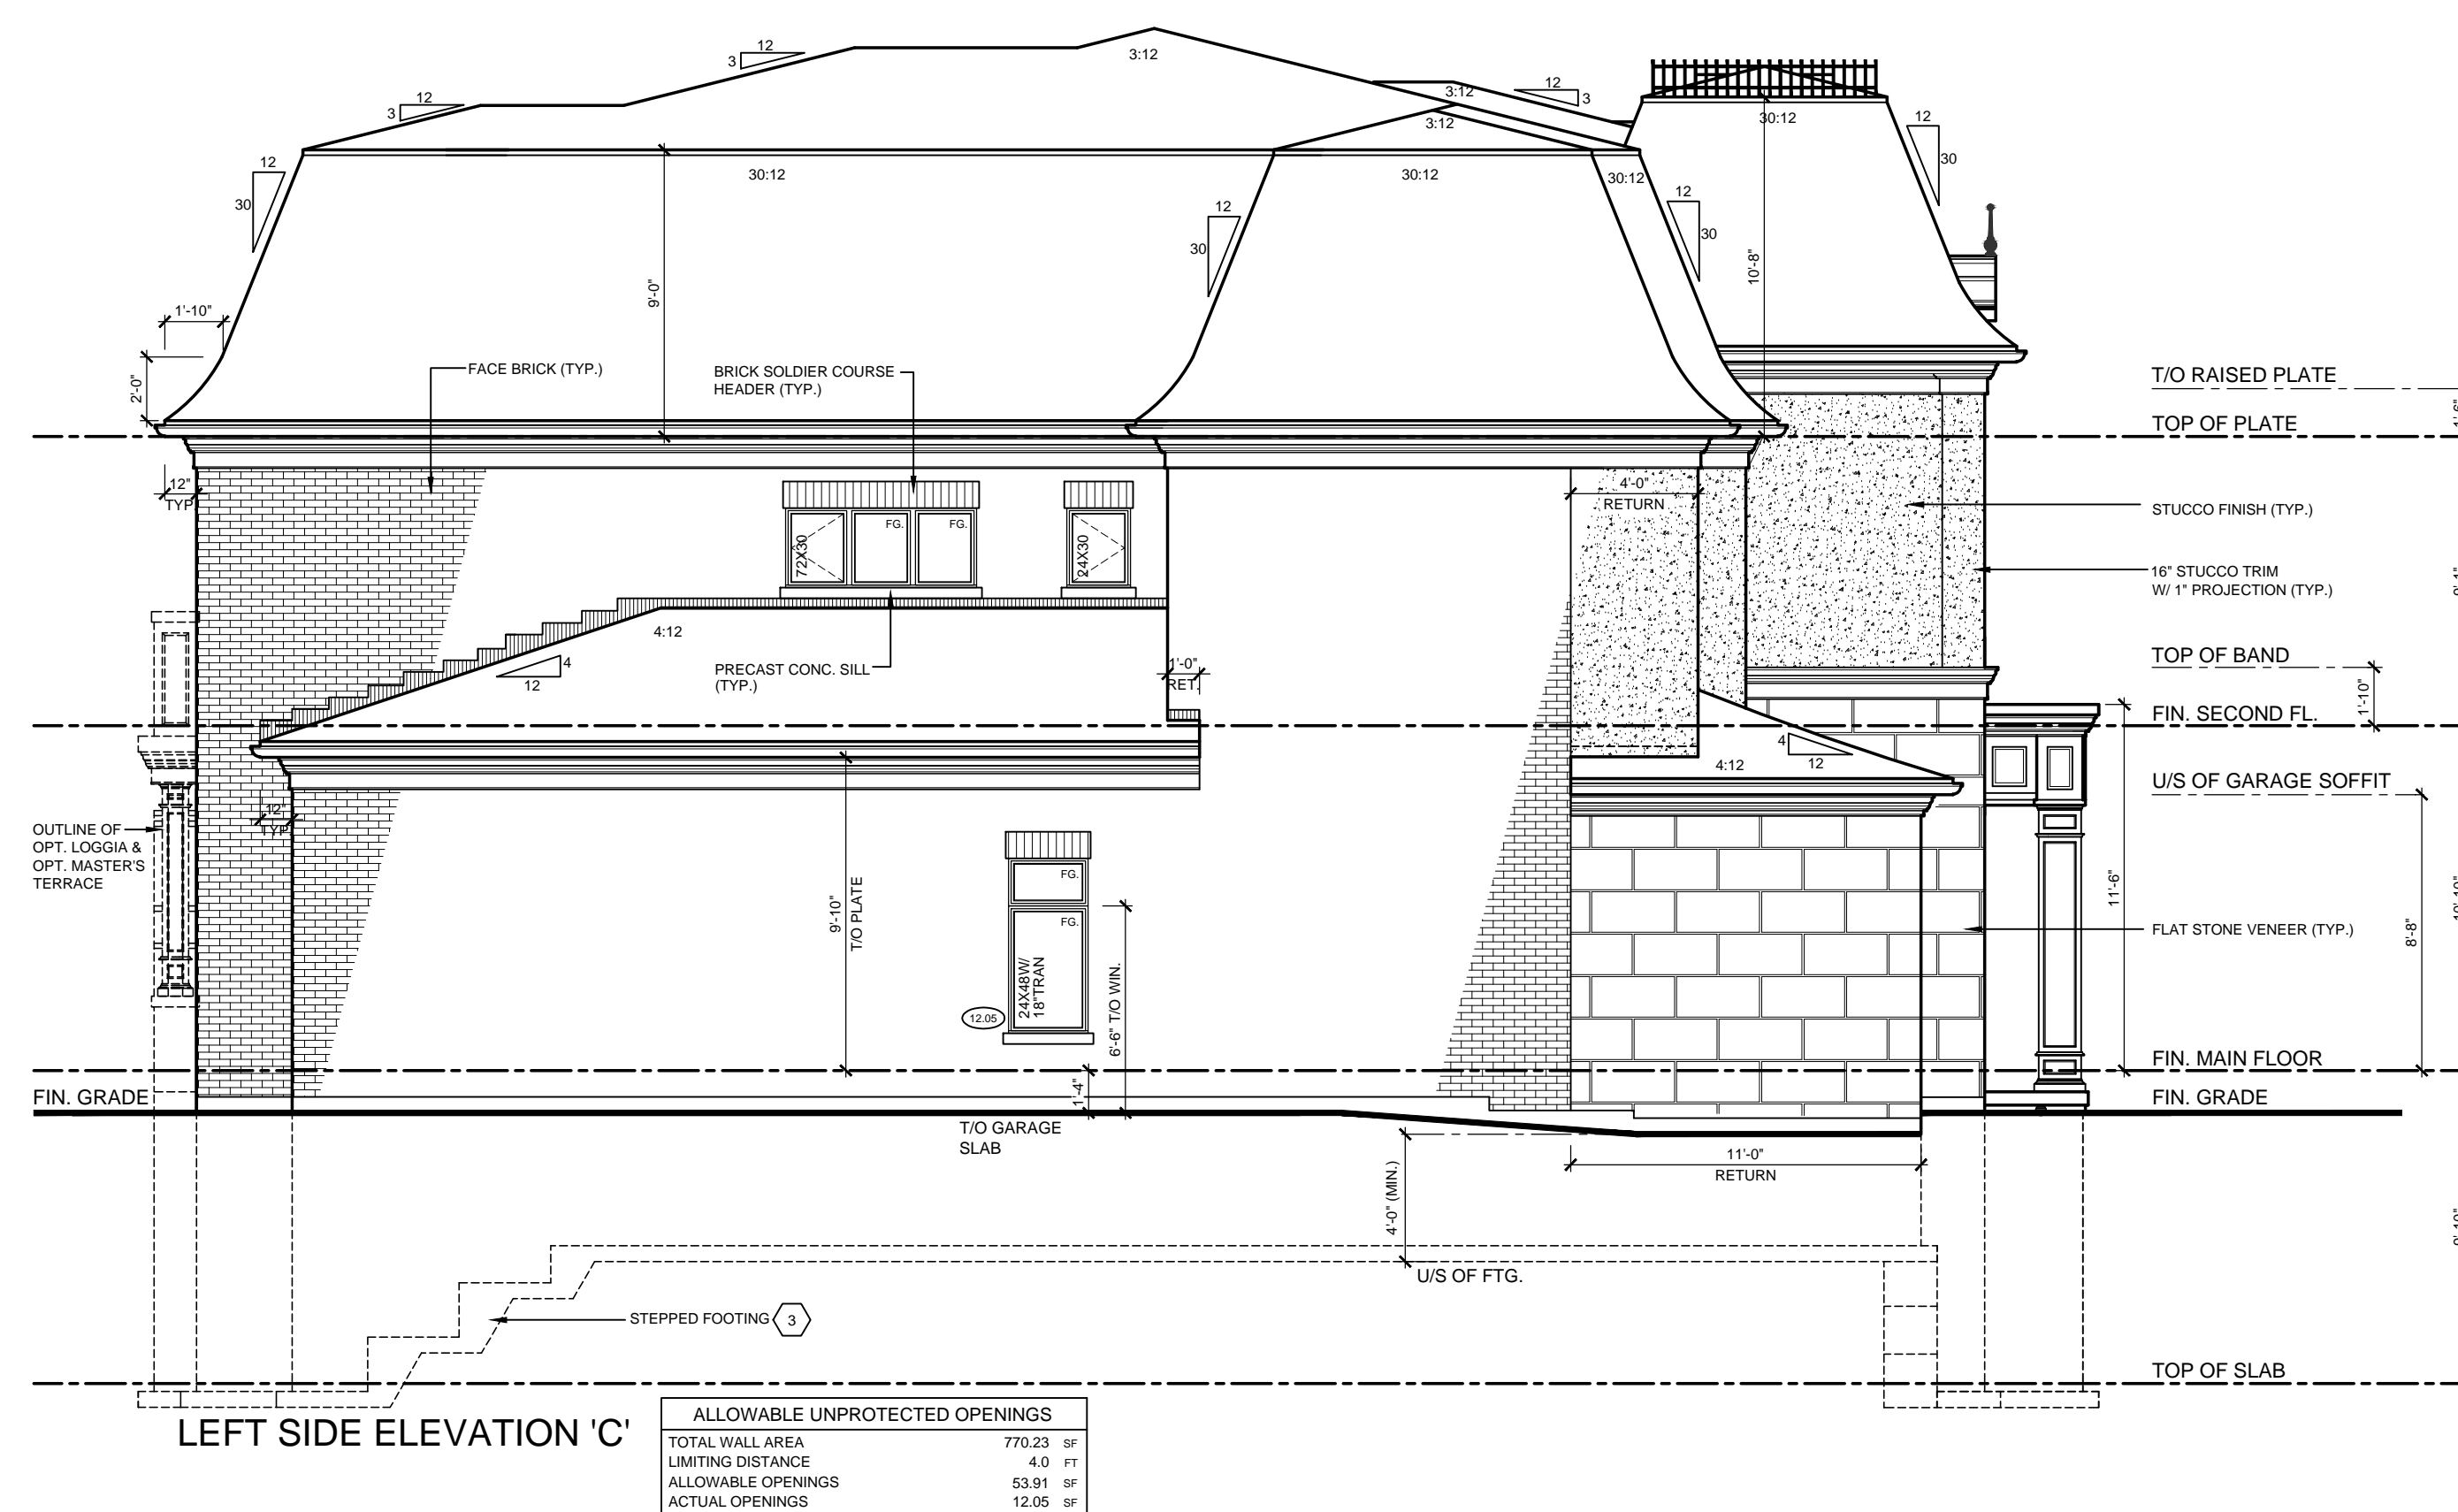 12
3
3:12
12
3
3:12
12
3
3:12
30:12
12
30
12
30
30:12
30:12
30:12
12
30
12
30
9'-0"
10'-8"
1'-10"
2'-0"
FACE BRICK (TYP.)
BRICK SOLDIER COURSE
HEADER (TYP.)
T/O RAISED PLATE
TOP OF PLATE
12"
TYP.
4'-0"
RETURN
FG.
FG.
72X30
24X30
STUCCO FINISH (TYP.)
16" STUCCO TRIM
W/ 1" PROJECTION (TYP.)
4:12
4
12
PRECAST CONC. SILL
(TYP.)
1'-0"
RET.
TOP OF BAND
1'-10"
FIN. SECOND FL.
4
12
4:12
U/S OF GARAGE SOFFIT
OUTLINE OF
OPT. LOGGIA &
OPT. MASTER'S
TERRACE
12"
TYP.
9'-10"
T/O PLATE
FG.
FG.
24X48W/
18"TRAN
12.05
6'-6" T/O WIN.
11'-6"
8'-8"
FLAT STONE VENEER (TYP.)
1'-4"
FIN. MAIN FLOOR
FIN. GRADE
FIN. GRADE
T/O GARAGE
SLAB
11'-0"
RETURN
4'-0" (MIN.)
U/S OF FTG.
STEPPED FOOTING
3
TOP OF SLAB
LEFT SIDE ELEVATION 'C'
ALLOWABLE UNPROTECTED OPENINGS
TOTAL WALL AREA 770.23 SF
LIMITING DISTANCE 4.0 FT
ALLOWABLE OPENINGS 53.91 SF
ACTUAL OPENINGS 12.05 SF